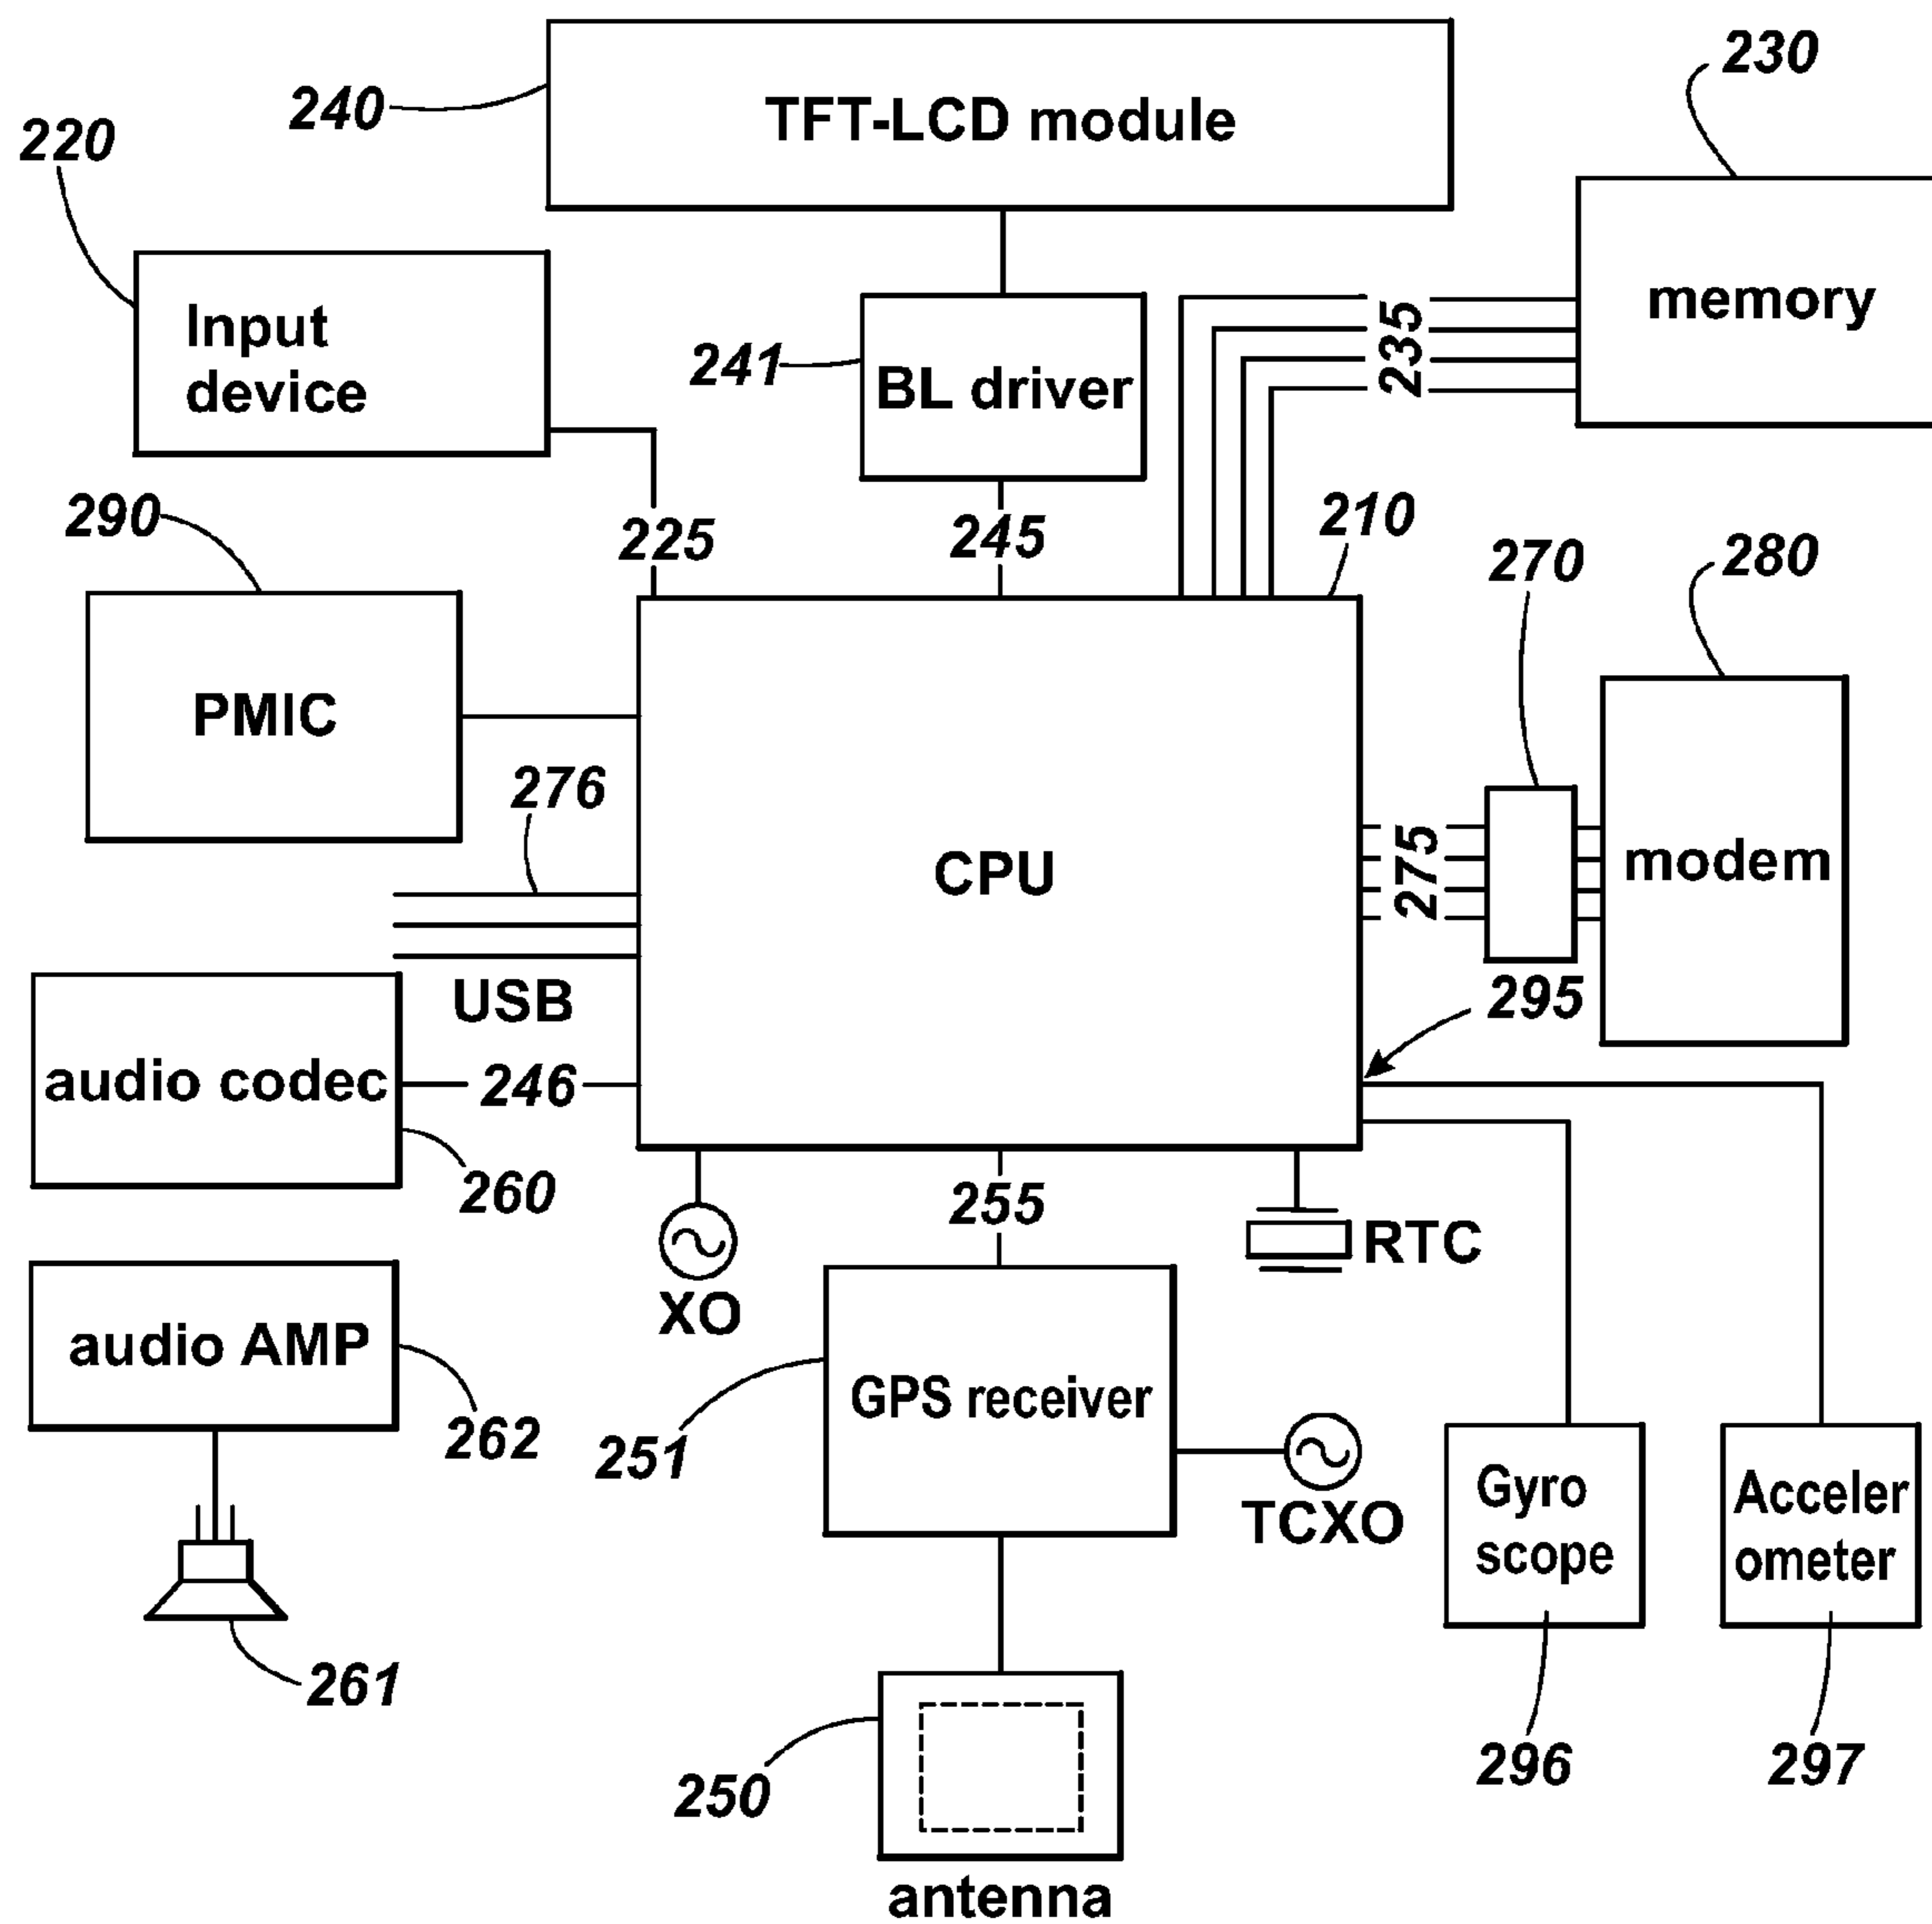 230
240
TFT-LCD module
220
memory
Input
device
235
241
BL driver
290
225
245
210
270
280
PMIC
276
CPU
275
modem
USB
295
audio codec
246
260
255
RTC
XO
audio AMP
262
251
GPS receiver
TCXO
Gyro
scope
Acceler
ometer
261
250
296
297
antenna